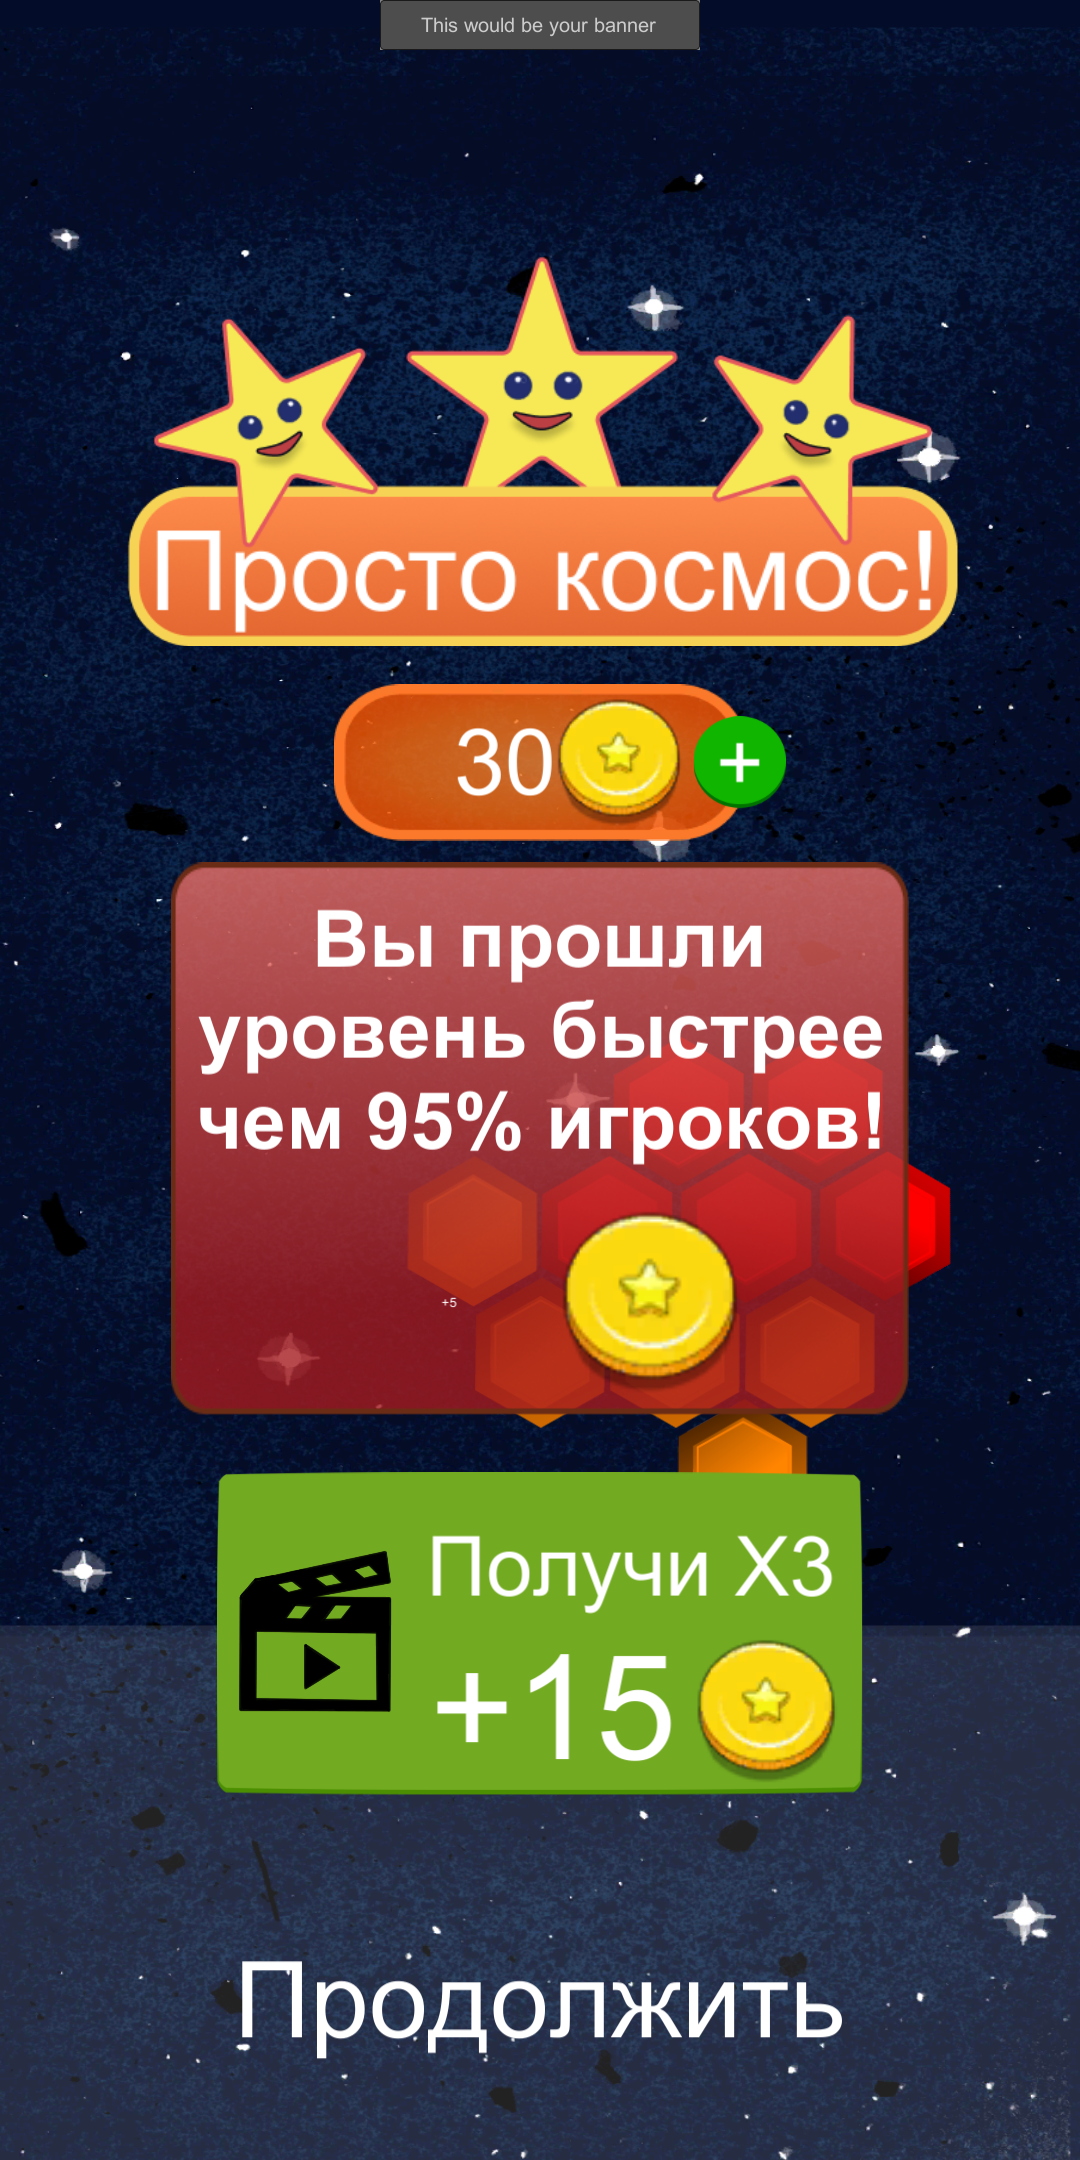 This would be your banner
Просто космос!
30
+
Вы прошли
уровень быстрее
чем 95% игроков!
+5
Получи X3
+15
Продолжить